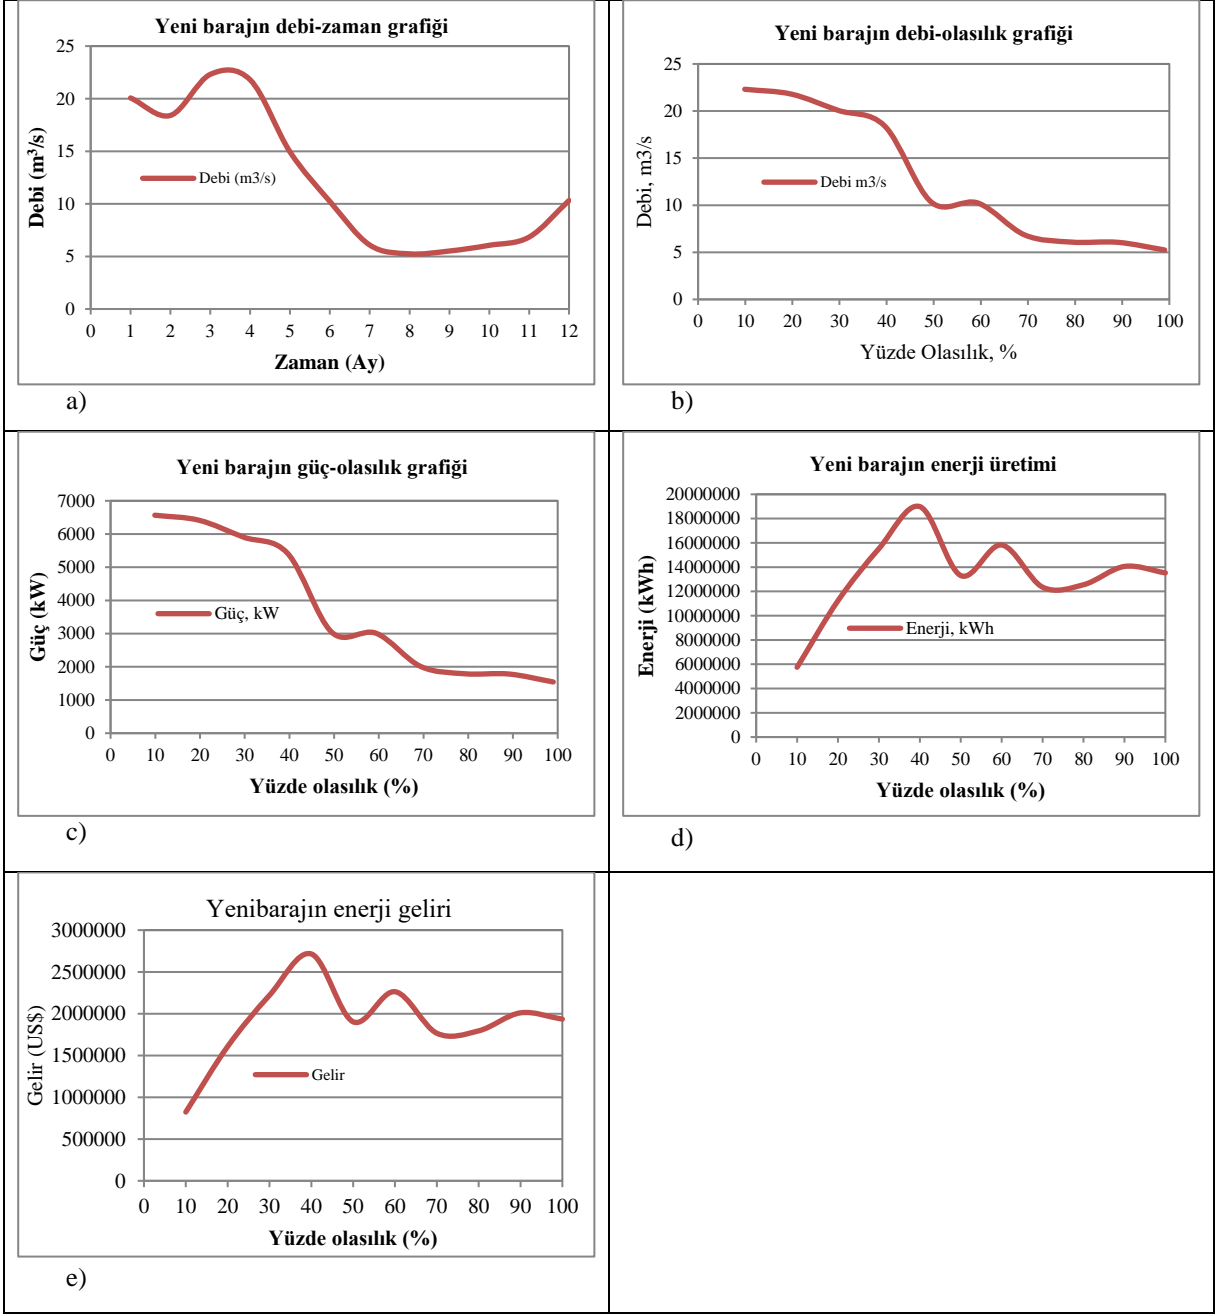 Yeni barajın debi-zaman grafiği
25
20
15
10
5
0
Debi (m³/s)
Debi (m3/s)
0 1 2 3 4 5 6 7 8 9 10 11 12
Zaman (Ay)
a)
Yeni barajın debi-olasılık grafiği
25
20
15
10
5
0
Debi, m3/s
Debi m3/s
0 10 20 30 40 50 60 70 80 90 100
Yüzde Olasılık, %
b)
Yeni barajın güç-olasılık grafiği
7000
6000
5000
4000
3000
2000
1000
0
Güç (kW)
Güç, kW
0 10 20 30 40 50 60 70 80 90 100
Yüzde olasılık (%)
c)
Yeni barajın enerji üretimi
20000000
18000000
16000000
14000000
12000000
10000000
8000000
6000000
4000000
2000000
0
Enerji (kWh)
Enerji, kWh
0 10 20 30 40 50 60 70 80 90 100
Yüzde olasılık (%)
d)
Yenibarajın enerji geliri
3000000
2500000
2000000
1500000
1000000
500000
0
Gelir (US$)
Gelir
0 10 20 30 40 50 60 70 80 90 100
Yüzde olasılık (%)
e)